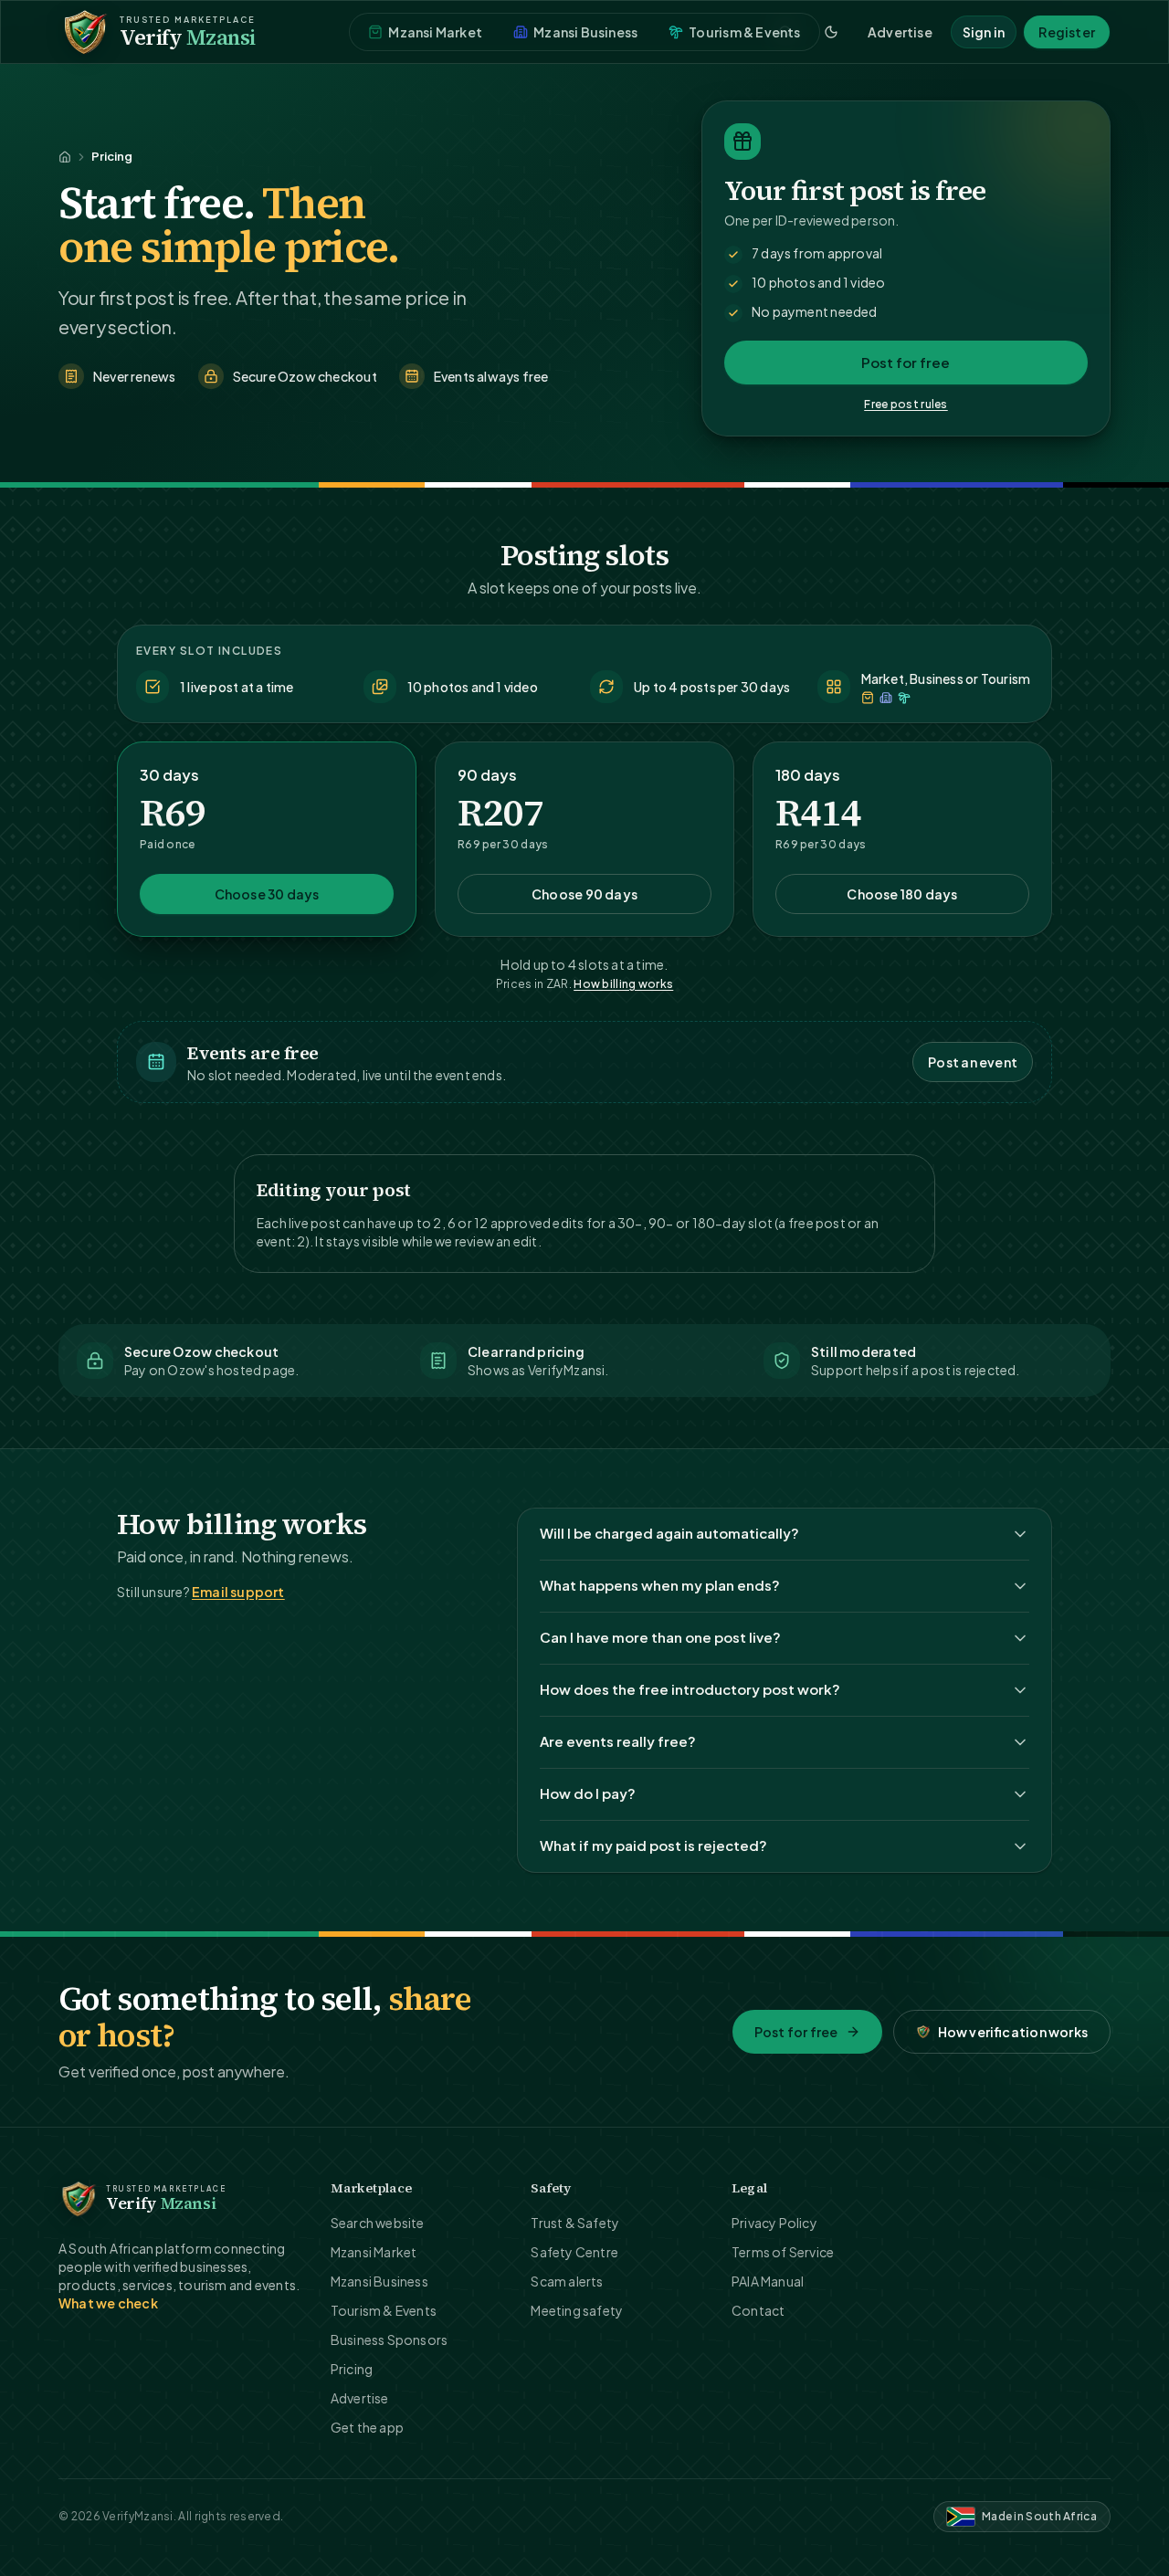 TRUSTED MARKETPLACE
Verify Mzansi
Mzansi Market
Mzansi Business
Tourism & Events
Advertise
Sign in
Register
Pricing
Start free. Then
one simple price.
Your first post is free. After that, the same price in
every section.
Never renews
Secure Ozow checkout
Events always free
Your first post is free
One per ID-reviewed person.
7 days from approval
10 photos and 1 video
No payment needed
Post for free
Free post rules
Posting slots
A slot keeps one of your posts live.
EVERY SLOT INCLUDES
1 live post at a time
10 photos and 1 video
Up to 4 posts per 30 days
Market, Business or Tourism
30 days
R69
Paid once
Choose 30 days
90 days
R207
R69 per 30 days
Choose 90 days
180 days
R414
R69 per 30 days
Choose 180 days
Hold up to 4 slots at a time.
Prices in ZAR. How billing works
Events are free
No slot needed. Moderated, live until the event ends.
Post an event
Editing your post
Each live post can have up to 2, 6 or 12 approved edits for a 30-, 90- or 180-day slot (a free post or an
event: 2). It stays visible while we review an edit.
Secure Ozow checkout
Pay on Ozow's hosted page.
Clear rand pricing
Shows as VerifyMzansi.
Still moderated
Support helps if a post is rejected.
How billing works
Paid once, in rand. Nothing renews.
Still unsure? Email support
Will I be charged again automatically?
What happens when my plan ends?
Can I have more than one post live?
How does the free introductory post work?
Are events really free?
How do I pay?
What if my paid post is rejected?
Got something to sell, share
or host?
Get verified once, post anywhere.
Post for free
How verification works
TRUSTED MARKETPLACE
Verify Mzansi
A South African platform connecting
people with verified businesses,
products, services, tourism and events.
What we check
Marketplace
Search website
Mzansi Market
Mzansi Business
Tourism & Events
Business Sponsors
Pricing
Advertise
Get the app
Safety
Trust & Safety
Safety Centre
Scam alerts
Meeting safety
Legal
Privacy Policy
Terms of Service
PAIA Manual
Contact
© 2026 VerifyMzansi. All rights reserved.
Made in South Africa